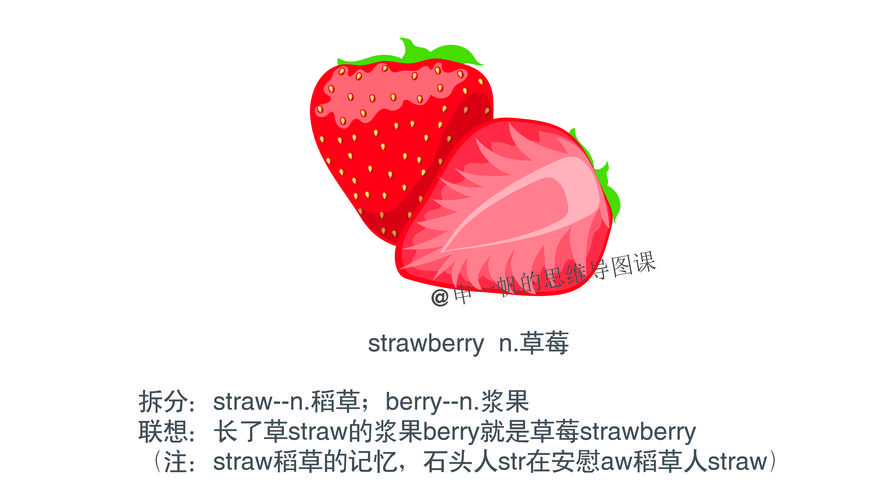 @申一帆的思维导图课
strawberry n.草莓
拆分：straw--n.稻草；berry--n.浆果
联想：长了草straw的浆果berry就是草莓strawberry
（注：straw稻草的记忆，石头人str在安慰aw稻草人straw）